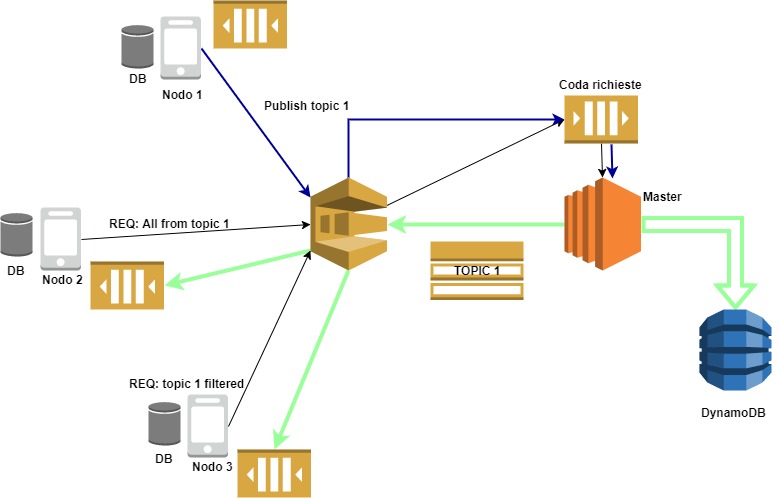 DB
Nodo 1
Publish topic 1
Coda richieste
REQ: All from topic 1
Master
DB
Nodo 2
TOPIC 1
REQ: topic 1 filtered
DB
Nodo 3
DynamoDB